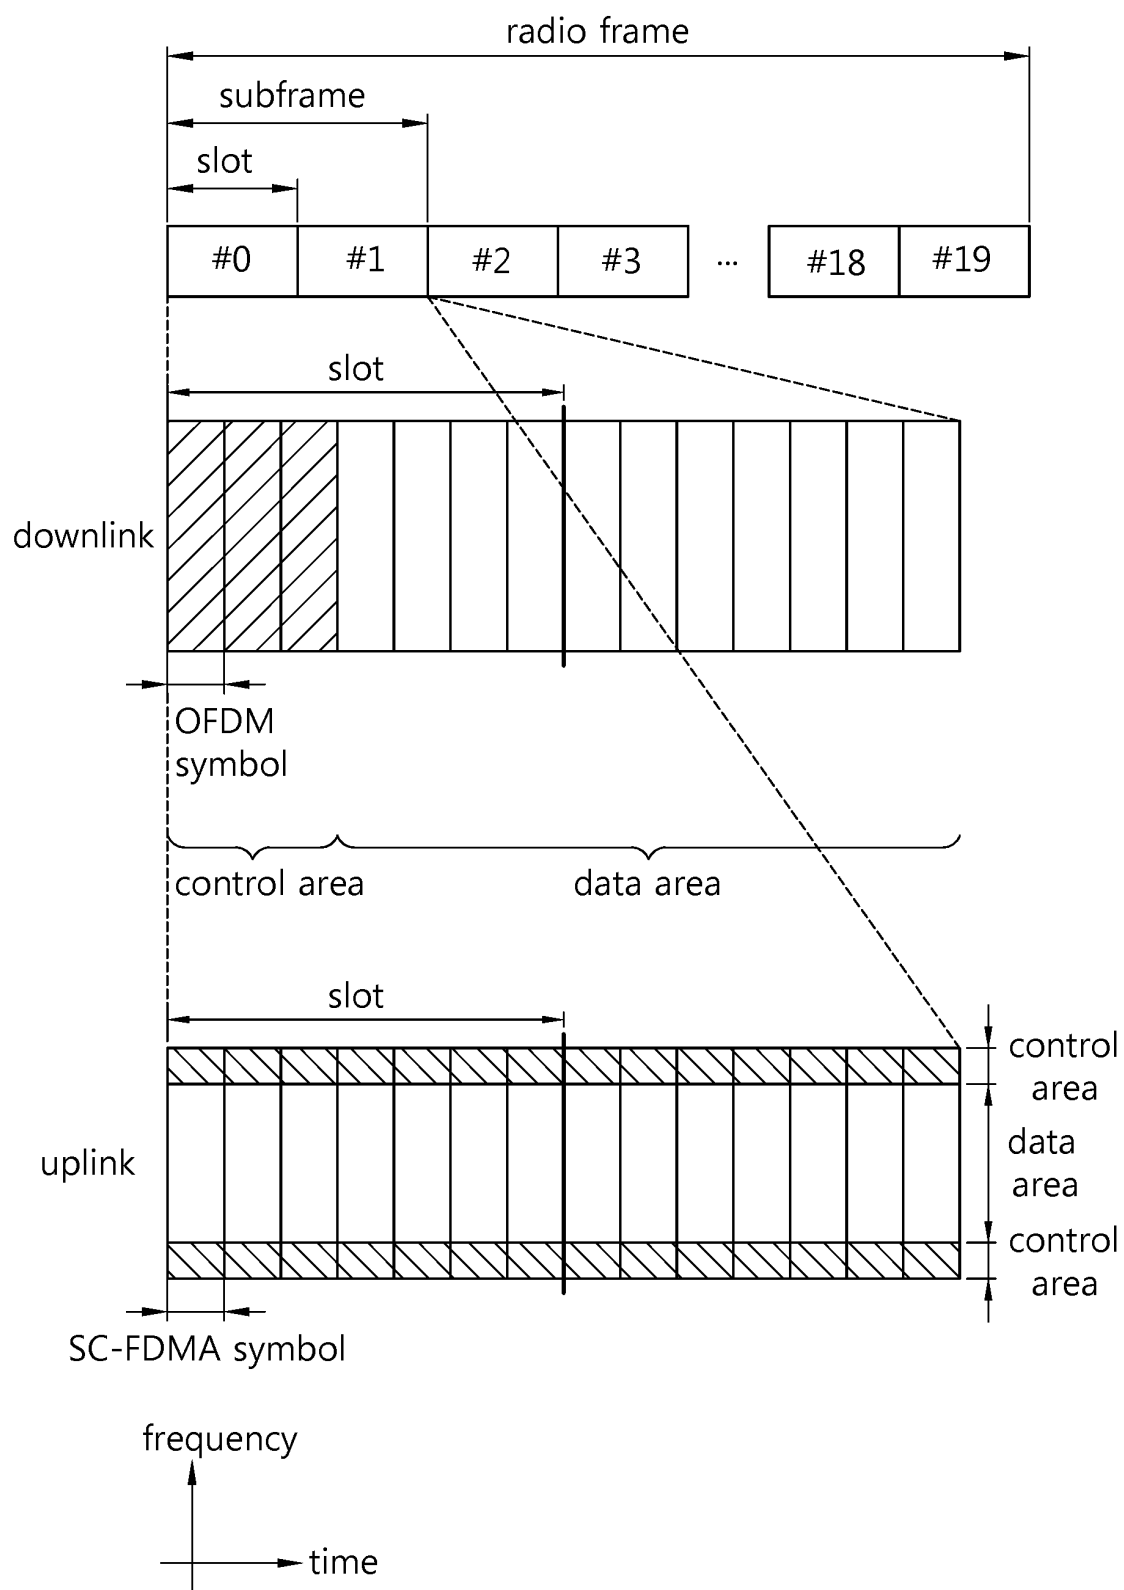 radio frame
subframe
slot
#0 #1 #2 #3 ... #18 #19
slot
downlink
OFDM
symbol
control area data area
slot
control
area
data
area
uplink
control
area
SC-FDMA symbol
frequency
time